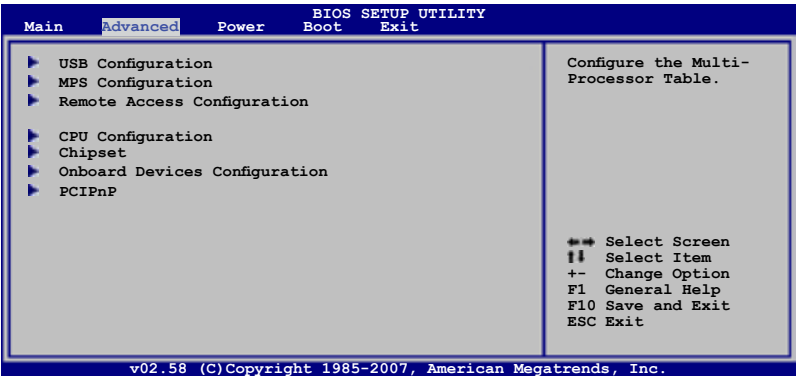 BIOS SETUP UTILITY
Main Advanced Power Boot Exit
USB Configuration
MPS Configuration
Remote Access Configuration
CPU Configuration
Chipset
Onboard Devices Configuration
PCIPnP
Configure the Multi-
Processor Table.
←→ Select Screen
↑↓ Select Item
+- Change Option
F1 General Help
F10 Save and Exit
ESC Exit
v02.58 (C)Copyright 1985-2007, American Megatrends, Inc.